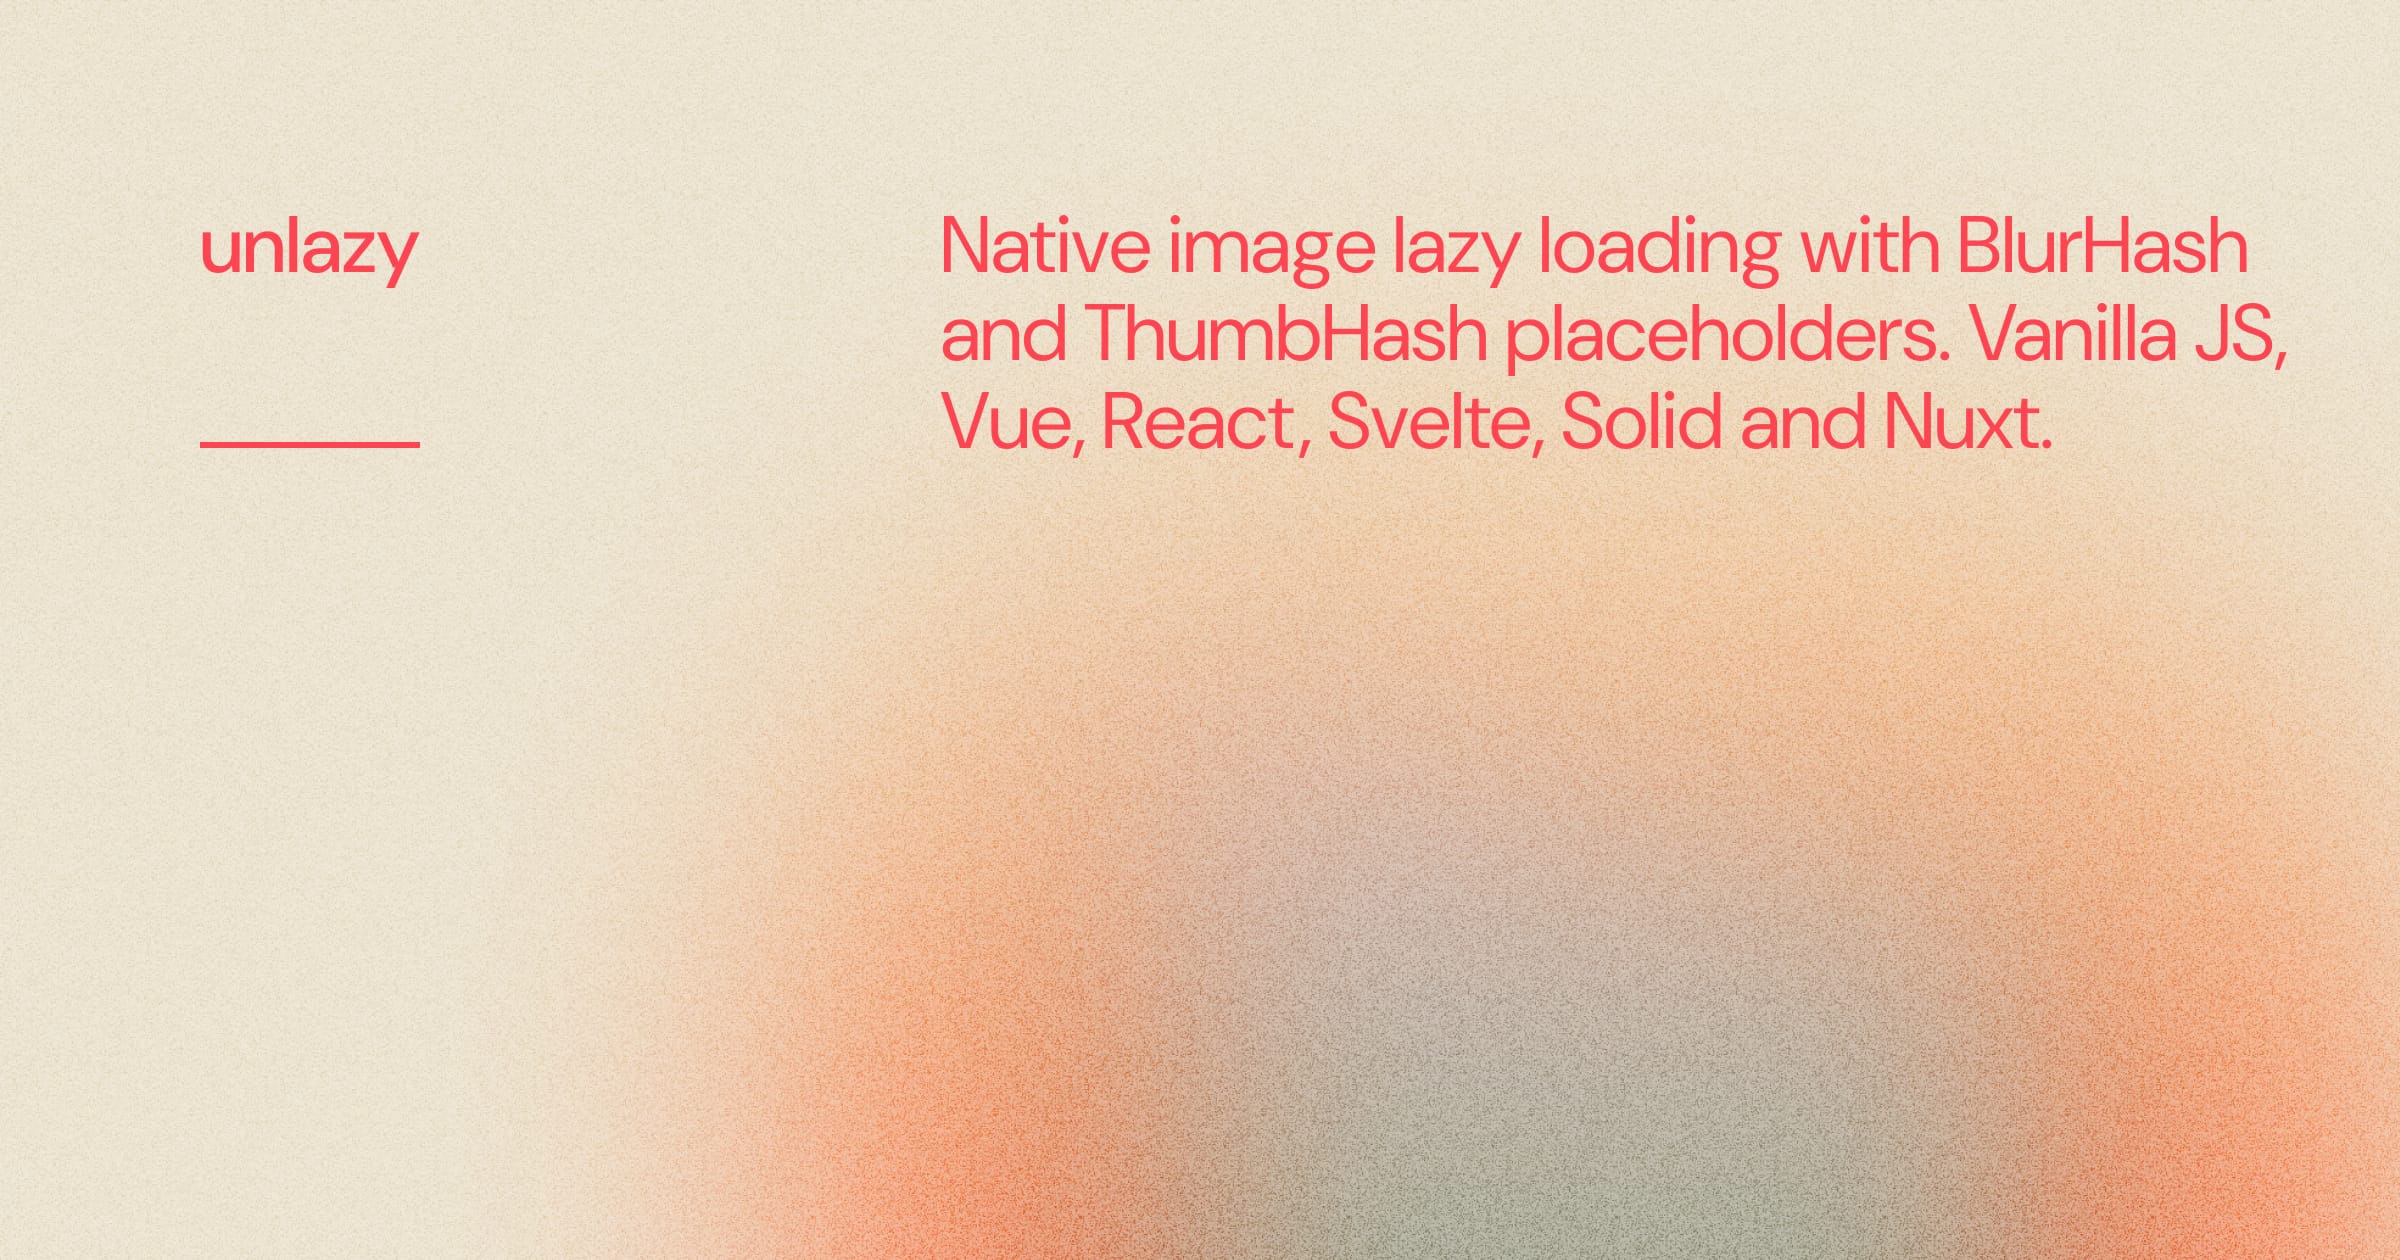 unlazy
Native image lazy loading with BlurHash
and ThumbHash placeholders. Vanilla JS,
Vue, React, Svelte, Solid and Nuxt.